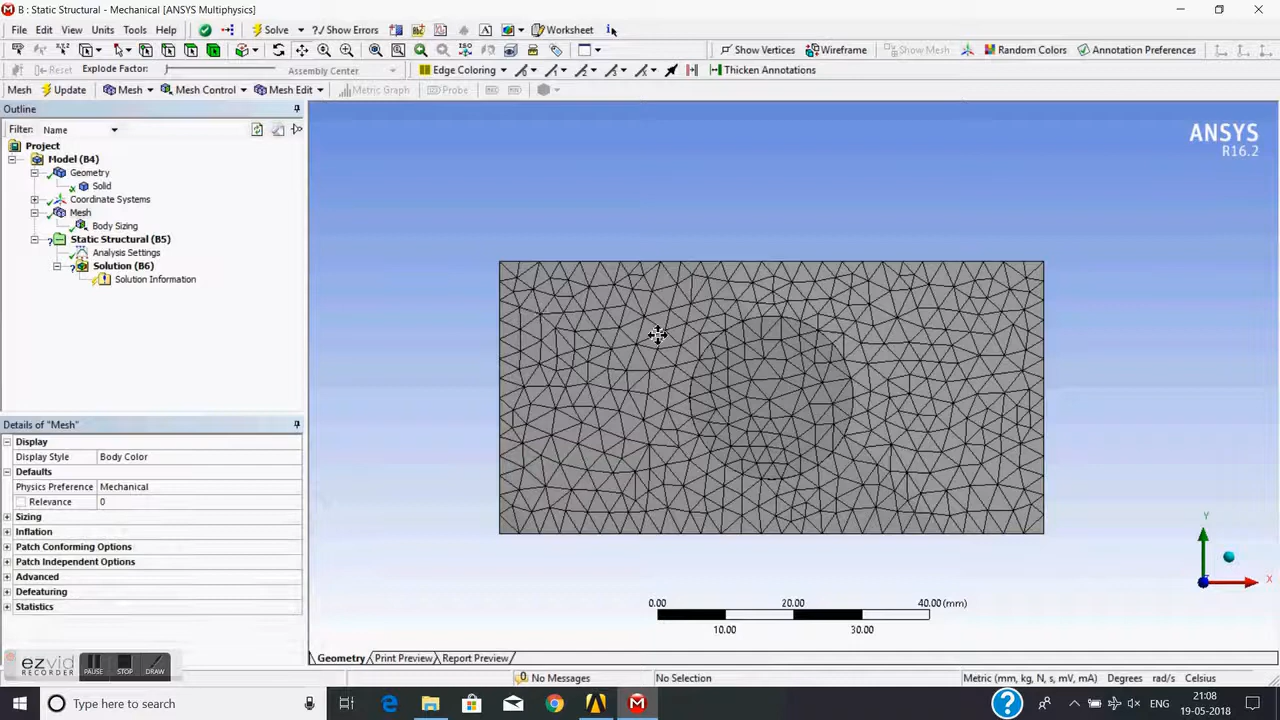 B : Static Structural - Mechanical [ANSYS Multiphysics]
File Edit View Units Tools Help Solve ?/ Show Errors Worksheet
Show Vertices Wireframe Show Mesh Random Colors Annotation Preferences
Reset Explode Factor: Assembly Center Edge Coloring Thicken Annotations
Mesh Update Mesh Mesh Control Mesh Edit Metric Graph Probe
Outline
Filter: Name
Project
Model (B4)
Geometry
Solid
Coordinate Systems
Mesh
Body Sizing
Static Structural (B5)
Analysis Settings
Solution (B6)
Solution Information
Details of "Mesh"
Display
Display Style Body Color
Defaults
Physics Preference Mechanical
Relevance 0
Sizing
Inflation
Patch Conforming Options
Patch Independent Options
Advanced
Defeaturing
Statistics
ANSYS
R16.2
Y
X
0.00 20.00 40.00 (mm)
10.00 30.00
ezvid
RECORDER
PAUSE STOP DRAW
Geometry Print Preview Report Preview
0 No Messages No Selection Metric (mm, kg, N, s, mV, mA) Degrees rad/s Celsius
Type here to search
ENG
21:08
19-05-2018